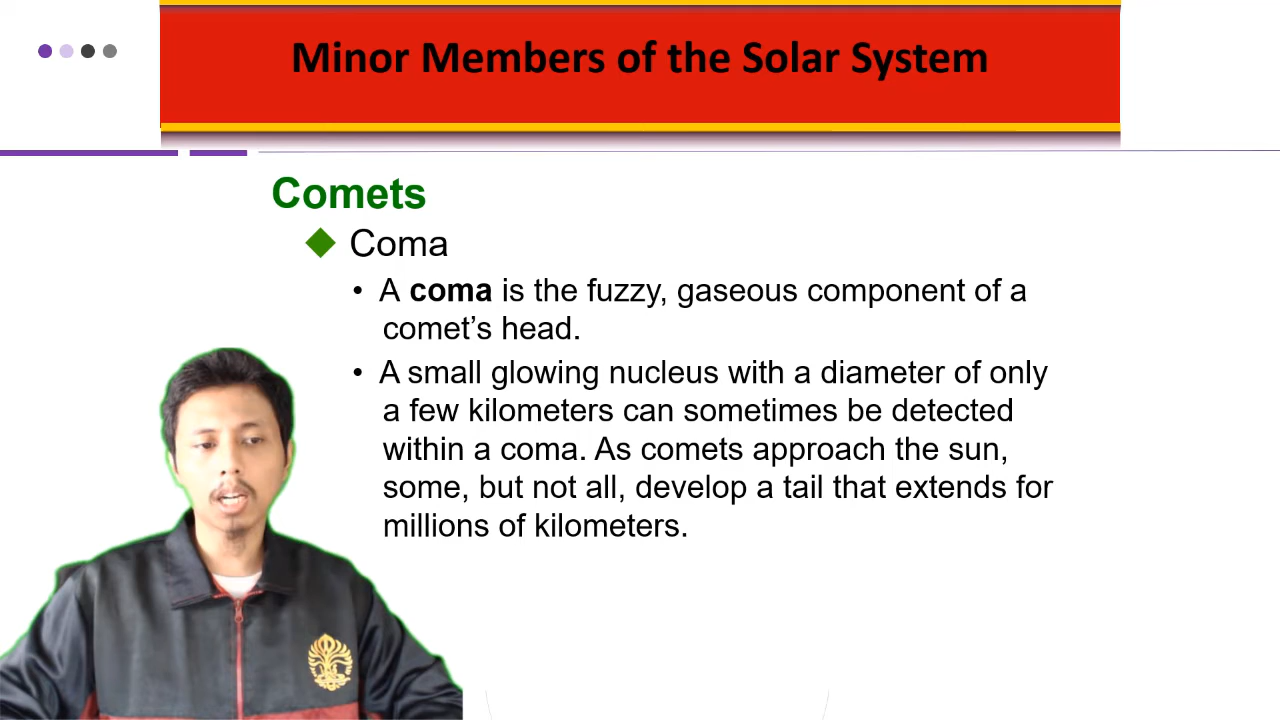 Minor Members of the Solar System
Comets
Coma
• A coma is the fuzzy, gaseous component of a
comet’s head.
• A small glowing nucleus with a diameter of only
a few kilometers can sometimes be detected
within a coma. As comets approach the sun,
some, but not all, develop a tail that extends for
millions of kilometers.